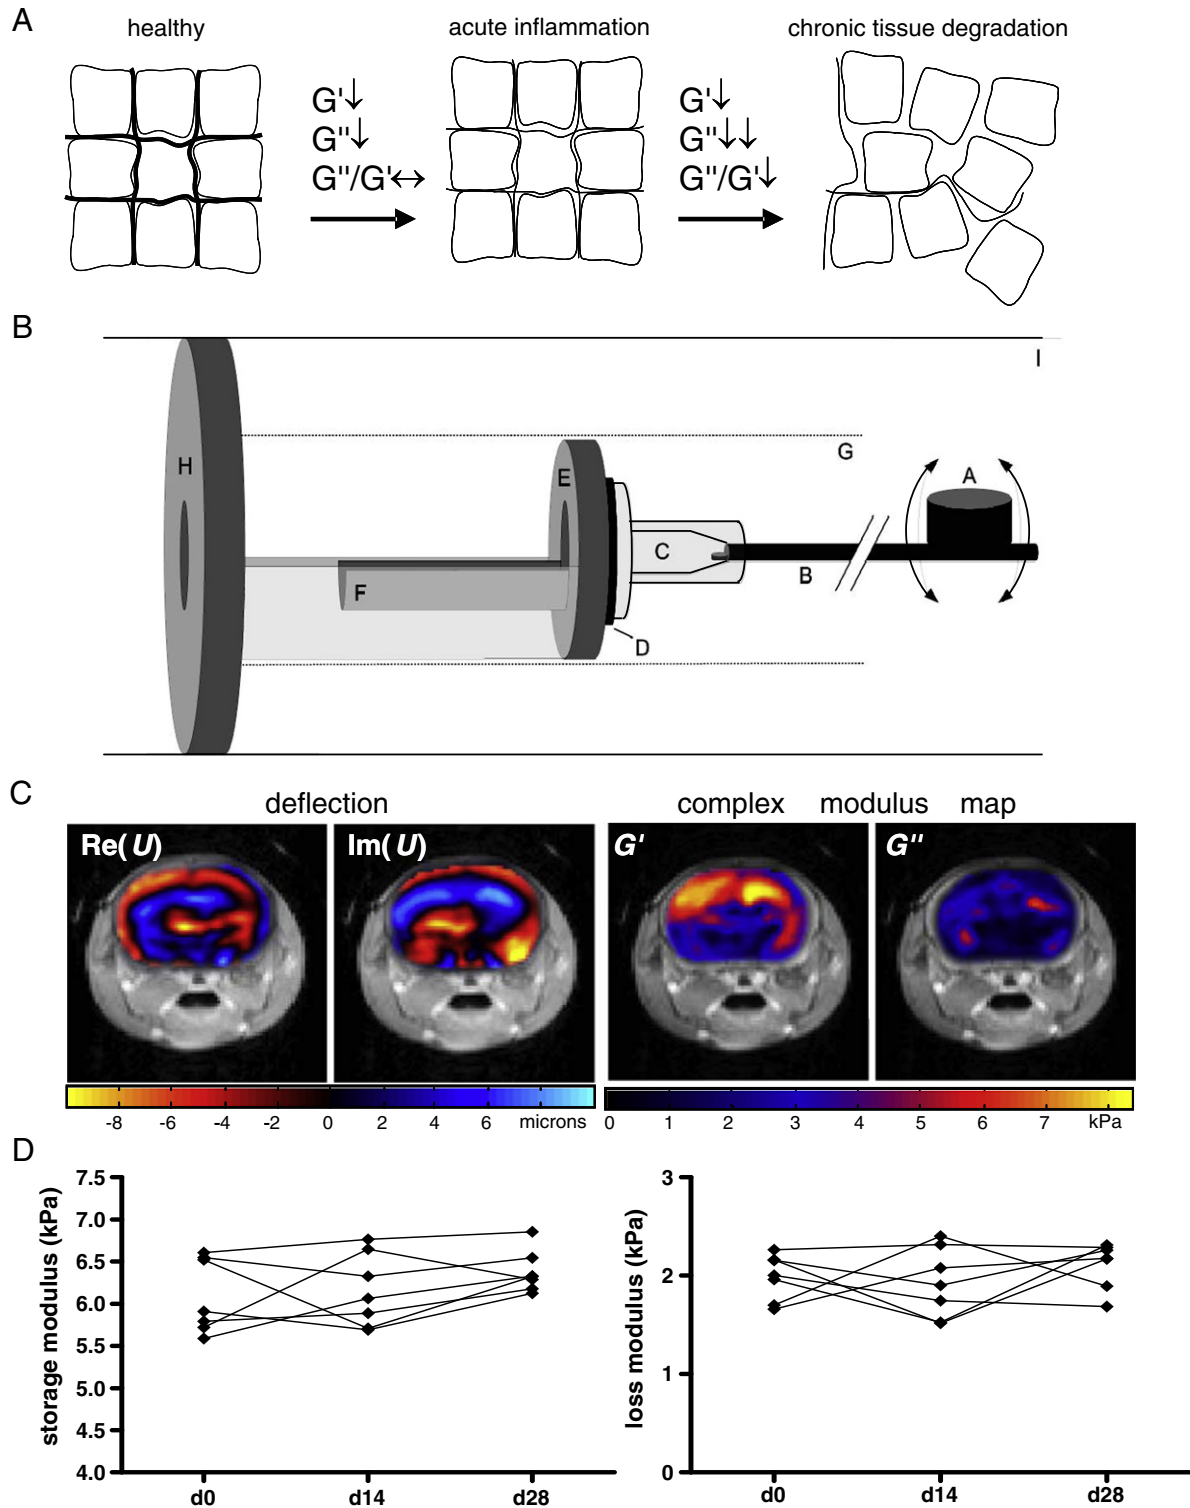 A
healthy
acute inflammation
chronic tissue degradation
G'↓
G''↓
G''/G'↔
G'↓
G''↓↓
G''/G'↓
B
I
H
E
G
A
C
B
F
D
C
deflection
complex modulus map
Re(U)
Im(U)
G'
G''
-8 -6 -4 -2 0 2 4 6 microns
0 1 2 3 4 5 6 7 kPa
D
storage modulus (kPa)
7.5
7.0
6.5
6.0
5.5
5.0
4.5
4.0
d0 d14 d28
loss modulus (kPa)
3
2
1
0
d0 d14 d28